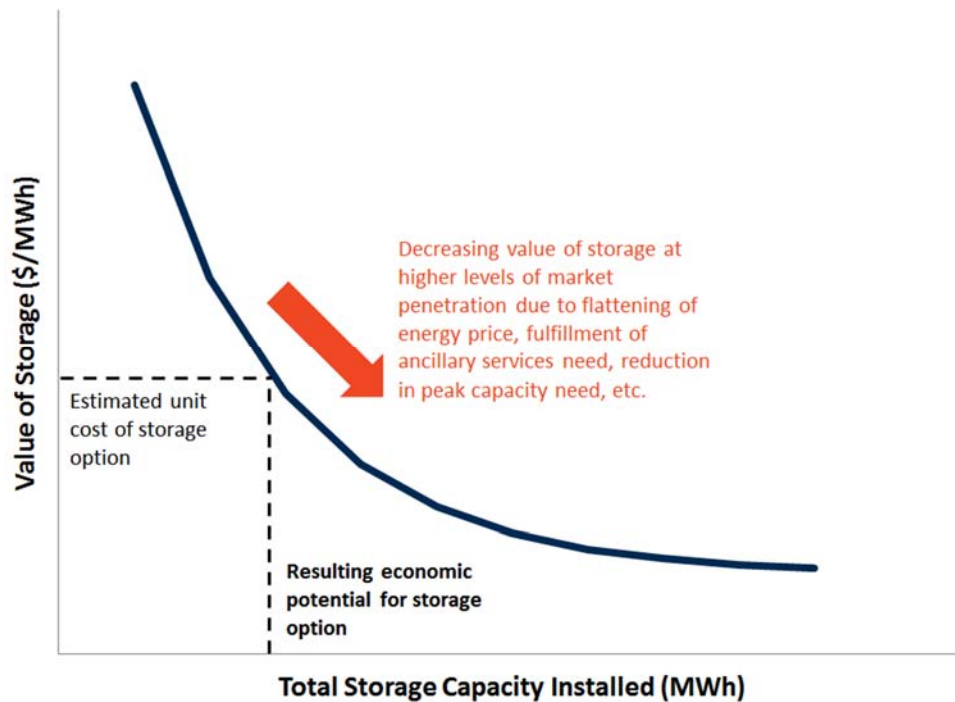 Value of Storage ($/MWh)
Decreasing value of storage at
higher levels of market
penetration due to flattening of
energy price, fulfillment of
ancillary services need, reduction
in peak capacity need, etc.
Estimated unit
cost of storage
option
Resulting economic
potential for storage
option
Total Storage Capacity Installed (MWh)